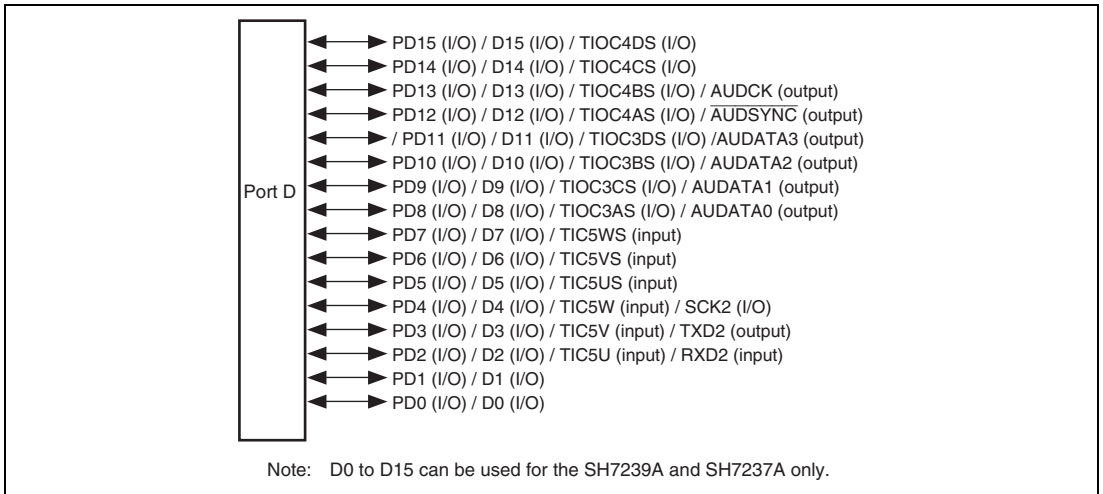 PD15 (I/O) / D15 (I/O) / TIOC4DS (I/O)
PD14 (I/O) / D14 (I/O) / TIOC4CS (I/O)
PD13 (I/O) / D13 (I/O) / TIOC4BS (I/O) / AUDCK (output)
PD12 (I/O) / D12 (I/O) / TIOC4AS (I/O) / AUDSYNC (output)
/ PD11 (I/O) / D11 (I/O) / TIOC3DS (I/O) /AUDATA3 (output)
PD10 (I/O) / D10 (I/O) / TIOC3BS (I/O) / AUDATA2 (output)
Port D
PD9 (I/O) / D9 (I/O) / TIOC3CS (I/O) / AUDATA1 (output)
PD8 (I/O) / D8 (I/O) / TIOC3AS (I/O) / AUDATA0 (output)
PD7 (I/O) / D7 (I/O) / TIC5WS (input)
PD6 (I/O) / D6 (I/O) / TIC5VS (input)
PD5 (I/O) / D5 (I/O) / TIC5US (input)
PD4 (I/O) / D4 (I/O) / TIC5W (input) / SCK2 (I/O)
PD3 (I/O) / D3 (I/O) / TIC5V (input) / TXD2 (output)
PD2 (I/O) / D2 (I/O) / TIC5U (input) / RXD2 (input)
PD1 (I/O) / D1 (I/O)
PD0 (I/O) / D0 (I/O)
Note: D0 to D15 can be used for the SH7239A and SH7237A only.